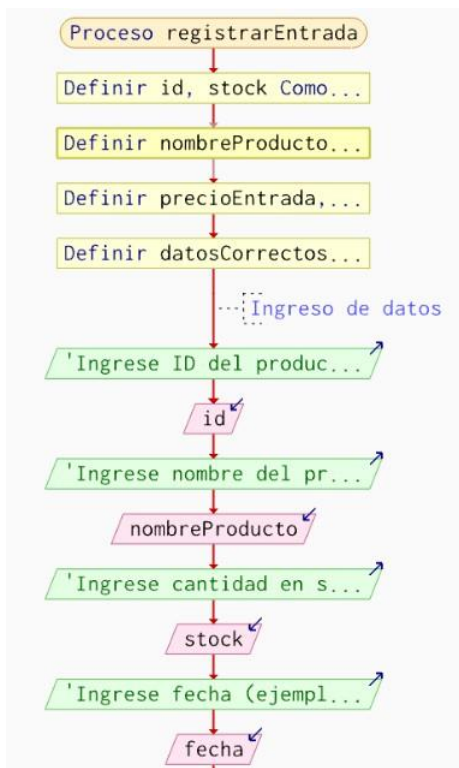 Proceso registrarEntrada
Definir id, stock Como...
Definir nombreProducto...
Definir precioEntrada,...
Definir datosCorrectos...
Ingreso de datos
'Ingrese ID del produc...
id
'Ingrese nombre del pr...
nombreProducto
'Ingrese cantidad en s...
stock
'Ingrese fecha (ejempl...
fecha